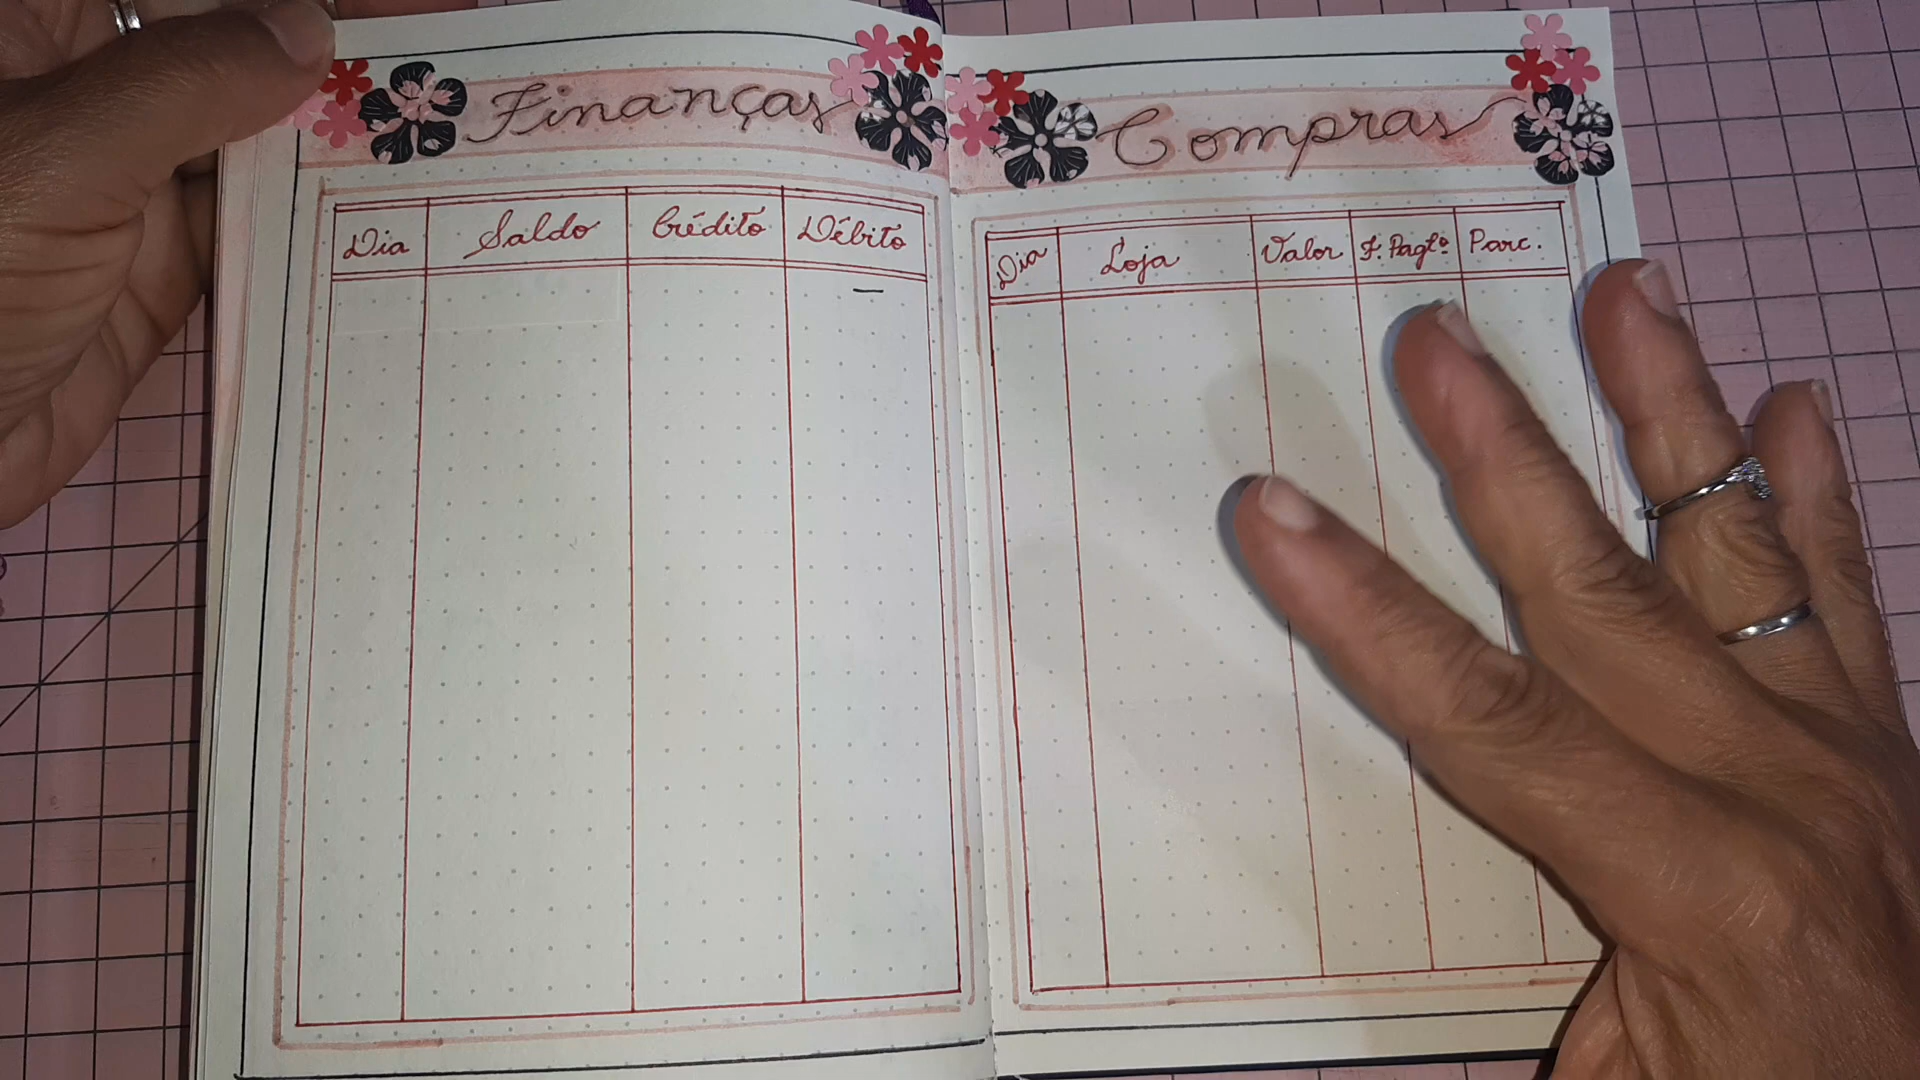 Finanças
Dia Saldo Crédito Débito
—
Compras
Dia Loja Valor F. Pagtº Parc.